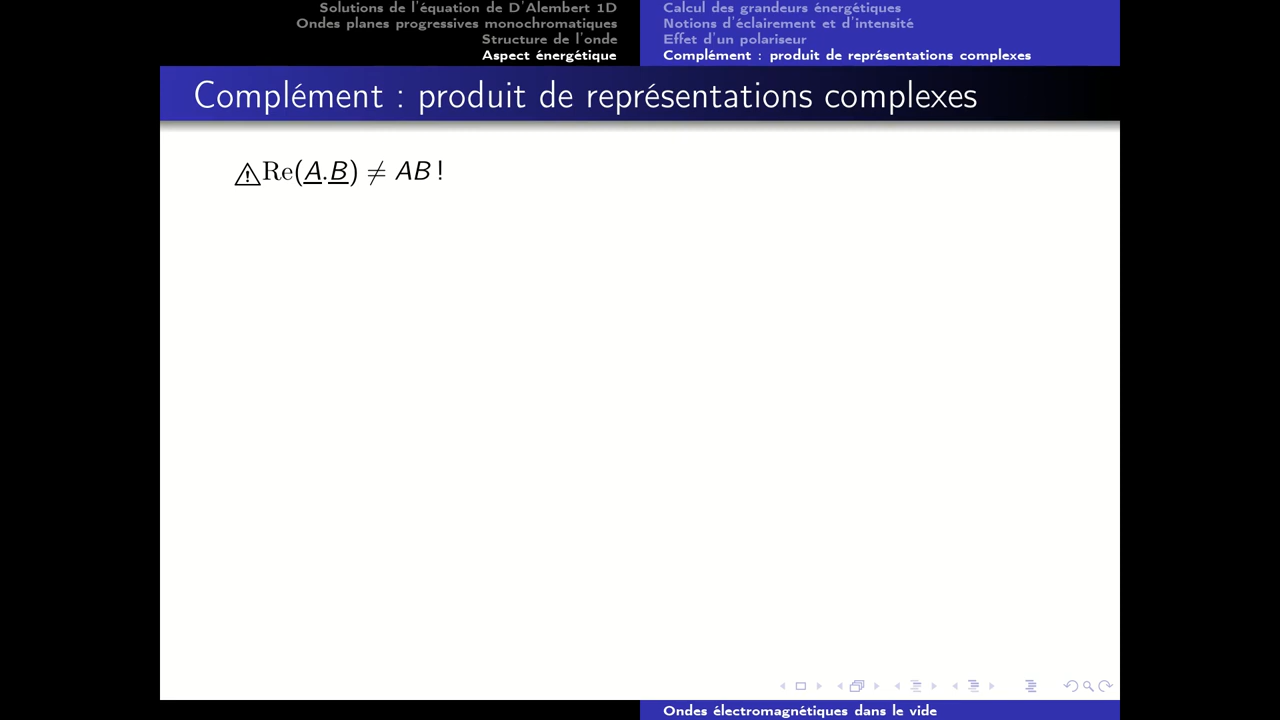 Solutions de l'équation de D'Alembert 1D
Ondes planes progressives monochromatiques
Structure de l'onde
Aspect énergétique
Calcul des grandeurs énergétiques
Notions d'éclairement et d'intensité
Effet d'un polariseur
Complément : produit de représentations complexes
Complément : produit de représentations complexes
⚠Re(A.B) ≠ AB !
Ondes électromagnétiques dans le vide